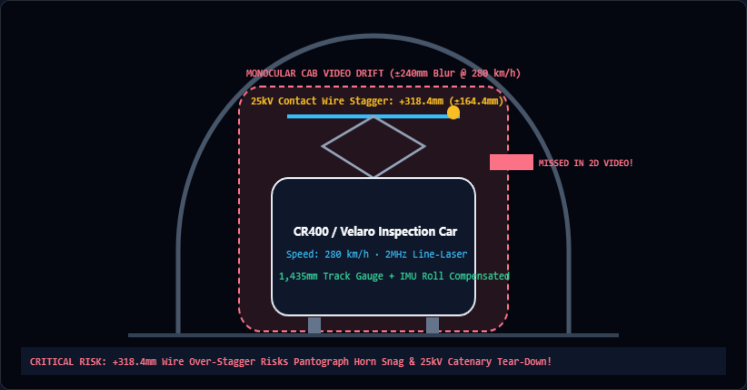 MONOCULAR CAB VIDEO DRIFT (±240mm Blur @ 280 km/h)
25kV Contact Wire Stagger: +318.4mm (±164.4mm)
MISSED IN 2D VIDEO!
CR400 / Velaro Inspection Car
Speed: 280 km/h · 2MHz Line-Laser
1,435mm Track Gauge + IMU Roll Compensated
CRITICAL RISK: +318.4mm Wire Over-Stagger Risks Pantograph Horn Snag & 25kV Catenary Tear-Down!